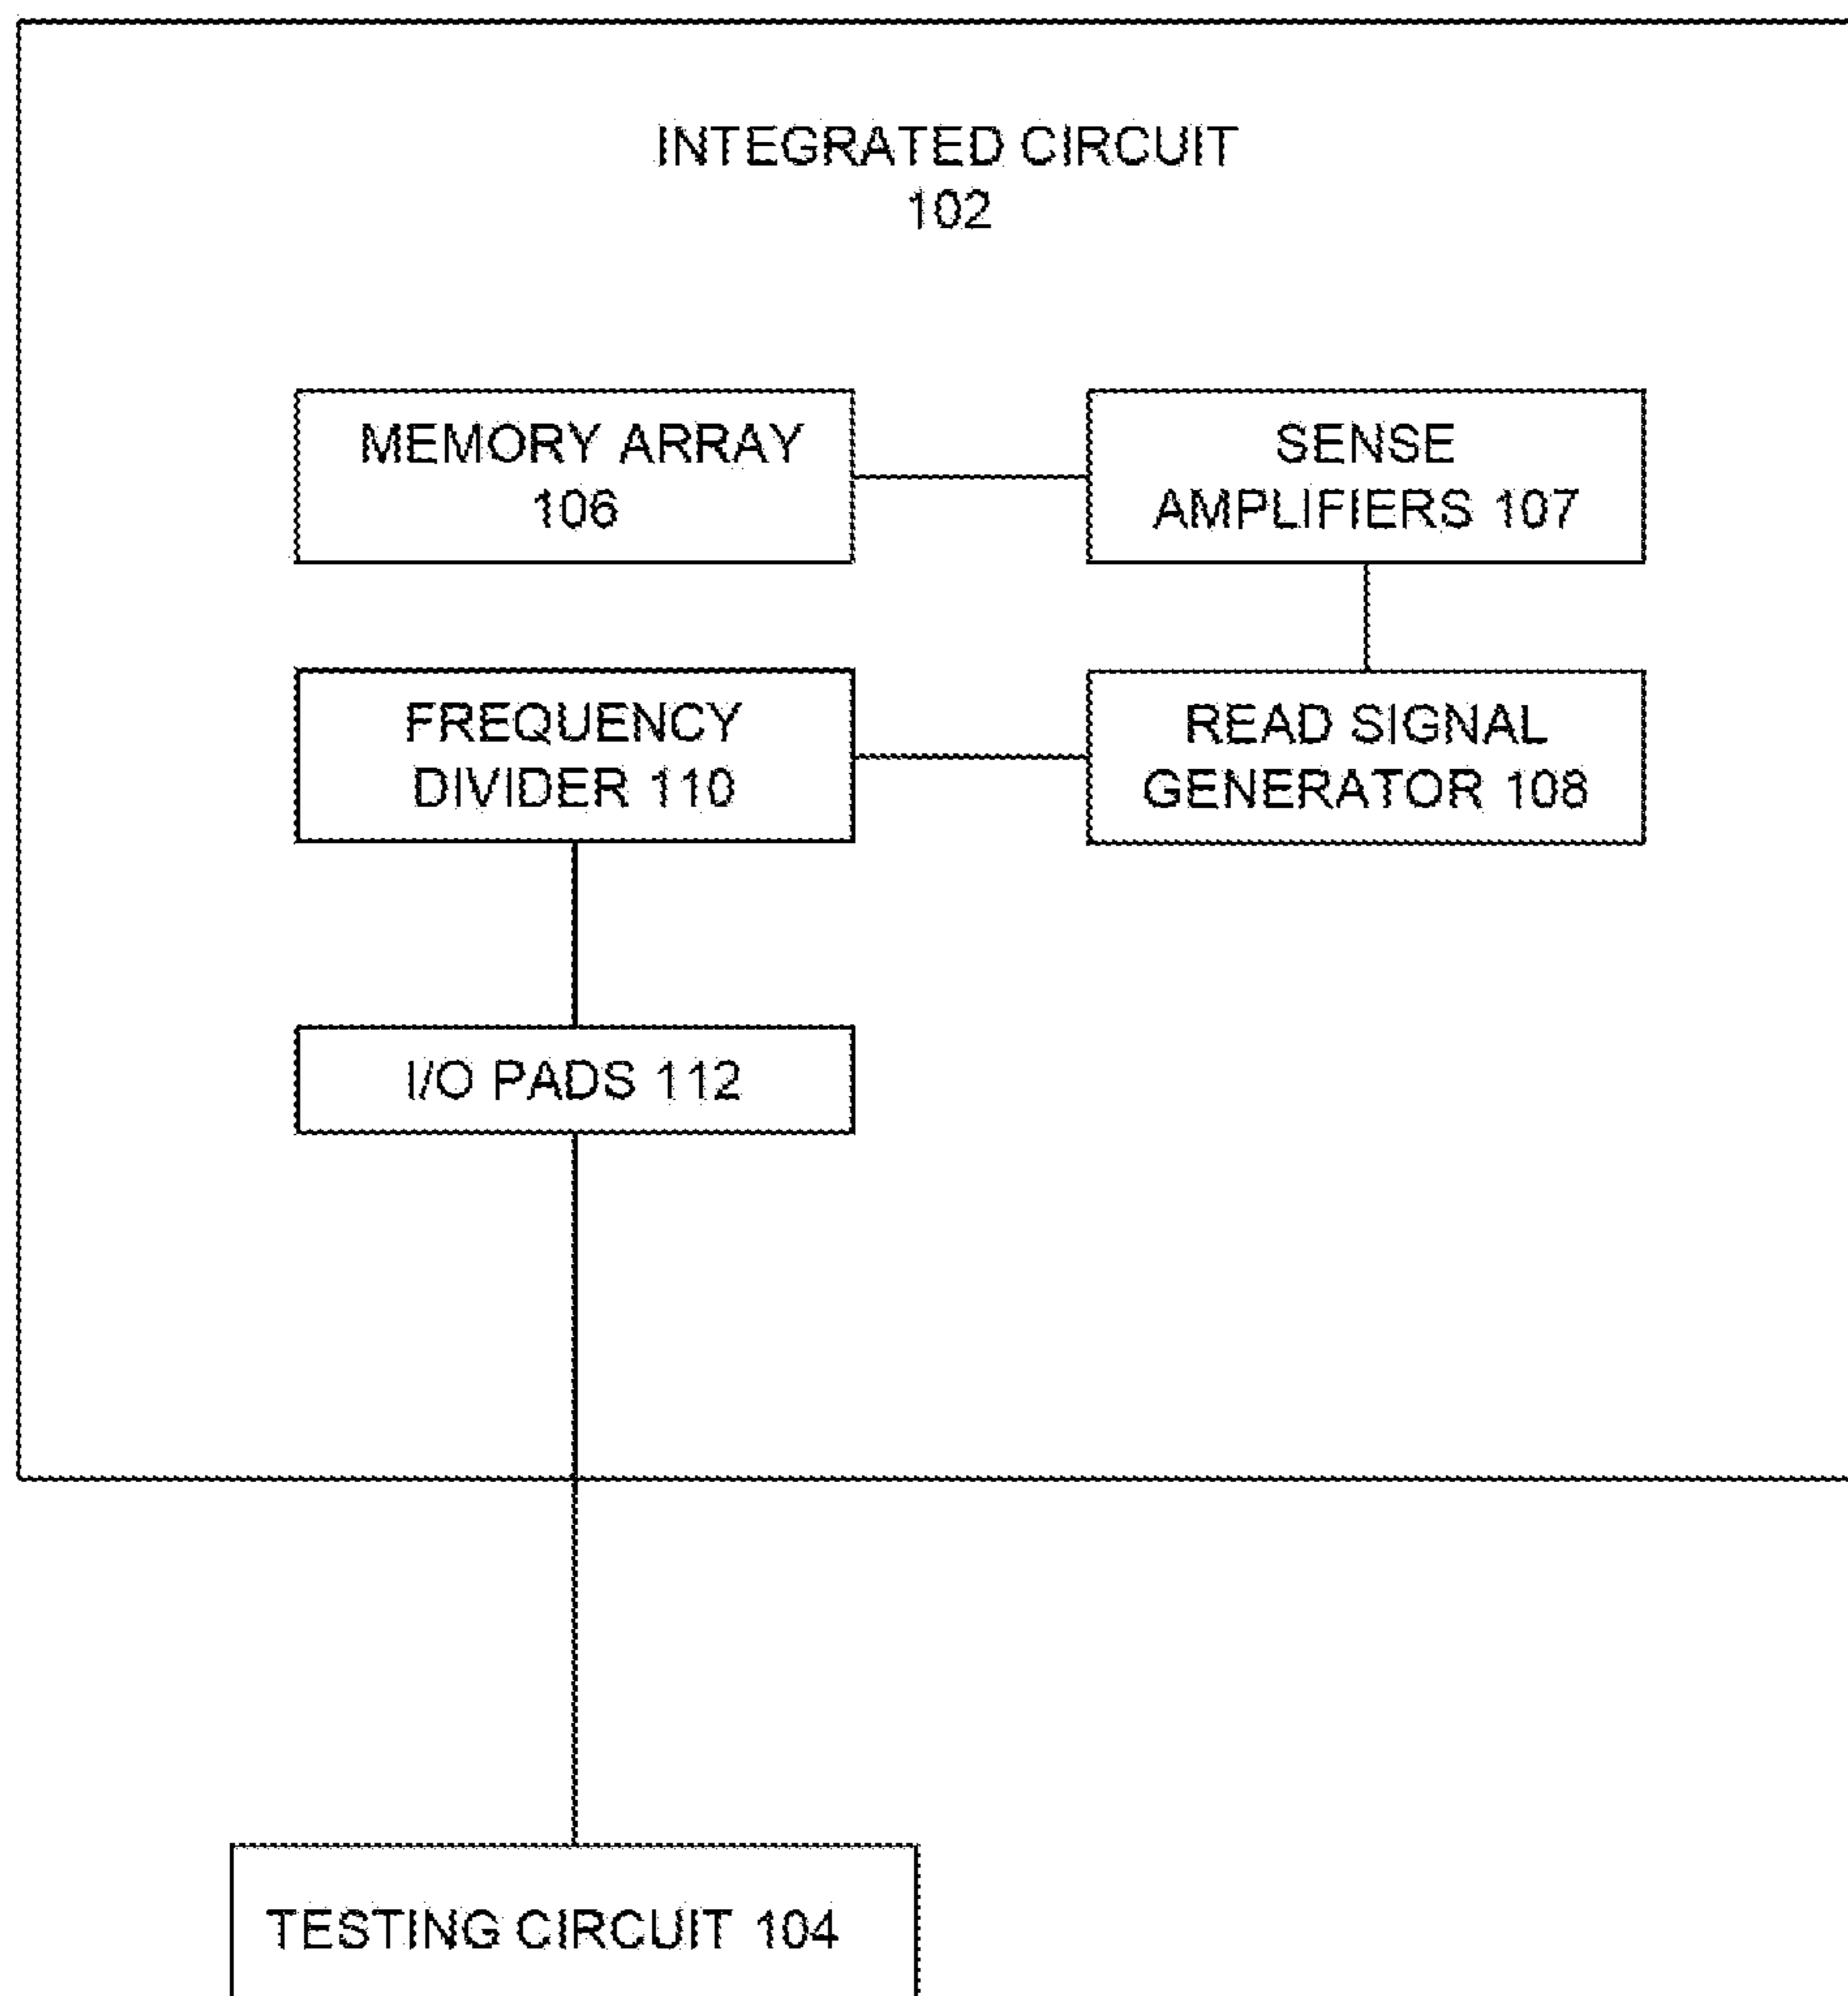 INTEGRATED CIRCUIT
102
MEMORY ARRAY
106
SENSE
AMPLIFIERS 107
FREQUENCY
DIVIDER 110
READ SIGNAL
GENERATOR 108
I/O PADS 112
TESTING CIRCUIT 104